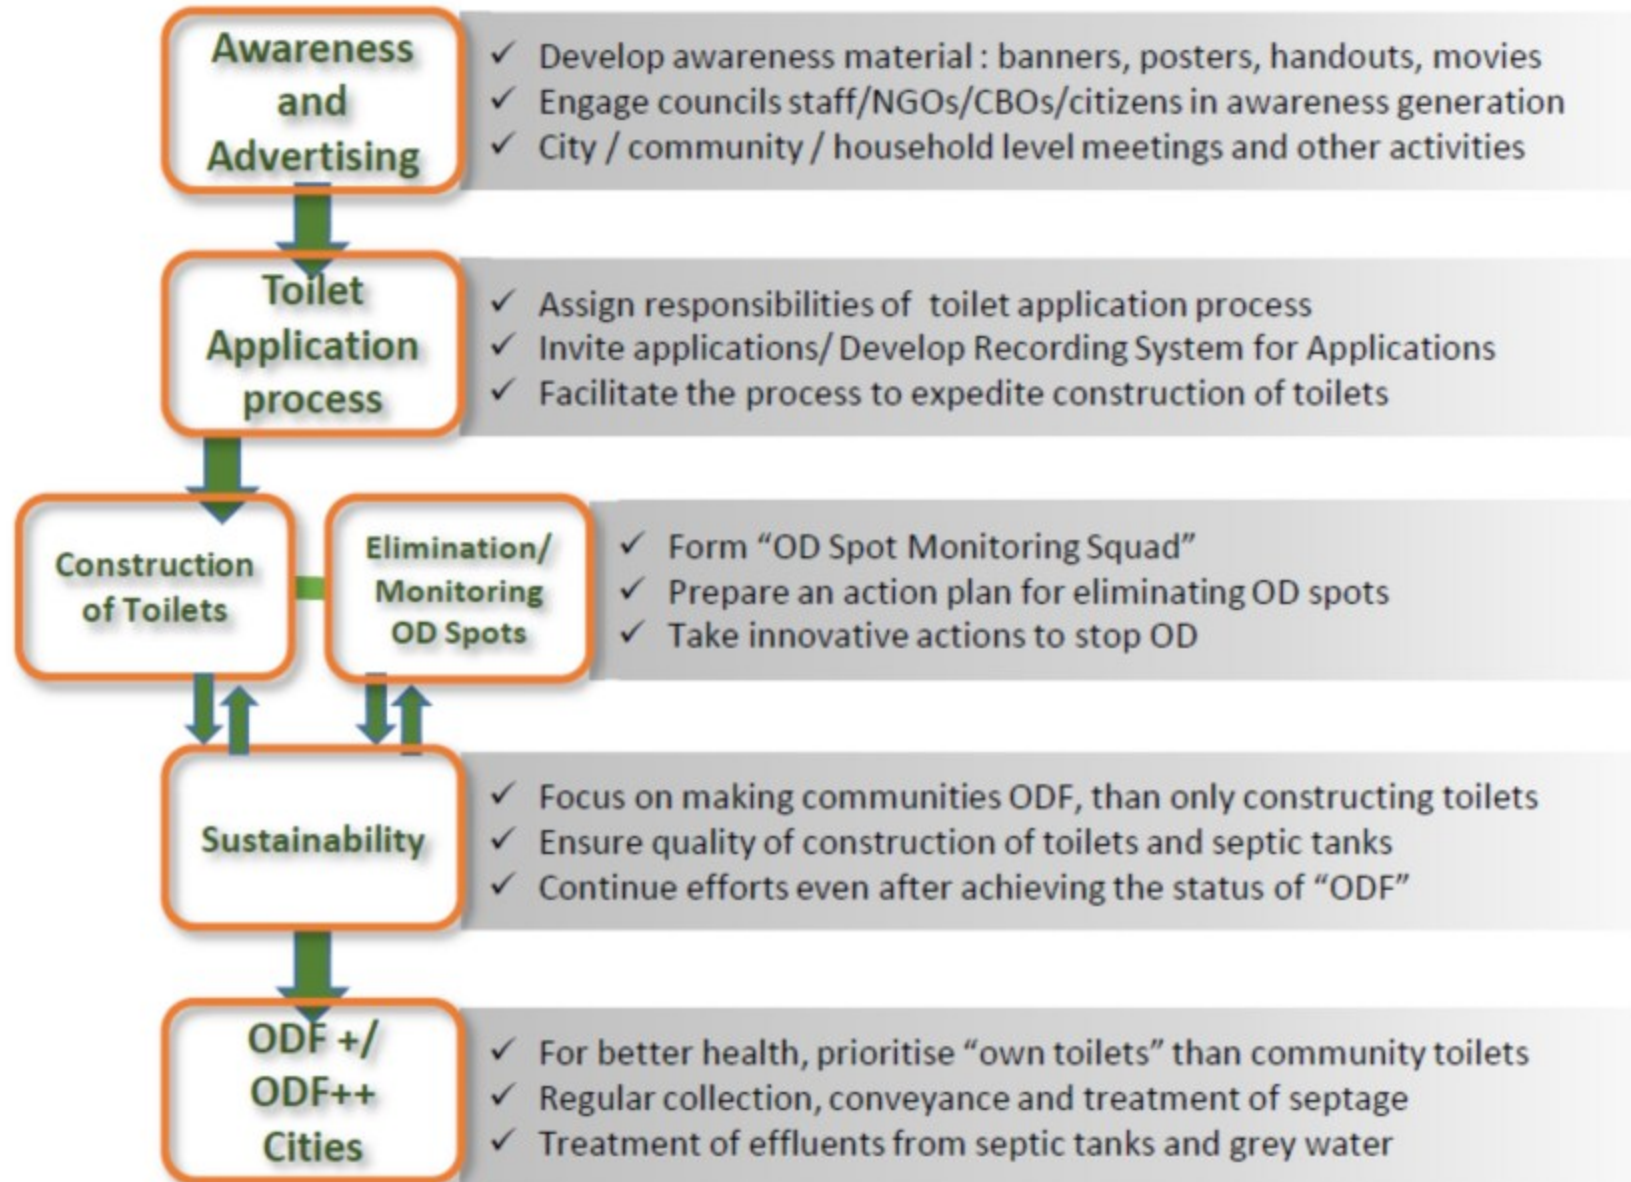 Awareness
and
Advertising
✓ Develop awareness material : banners, posters, handouts, movies
✓ Engage councils staff/NGOs/CBOs/citizens in awareness generation
✓ City / community / household level meetings and other activities
Toilet
Application
process
✓ Assign responsibilities of toilet application process
✓ Invite applications/ Develop Recording System for Applications
✓ Facilitate the process to expedite construction of toilets
Construction
of Toilets
Elimination/
Monitoring
OD Spots
✓ Form “OD Spot Monitoring Squad”
✓ Prepare an action plan for eliminating OD spots
✓ Take innovative actions to stop OD
Sustainability
✓ Focus on making communities ODF, than only constructing toilets
✓ Ensure quality of construction of toilets and septic tanks
✓ Continue efforts even after achieving the status of “ODF”
ODF +/
ODF++
Cities
✓ For better health, prioritise “own toilets” than community toilets
✓ Regular collection, conveyance and treatment of septage
✓ Treatment of effluents from septic tanks and grey water